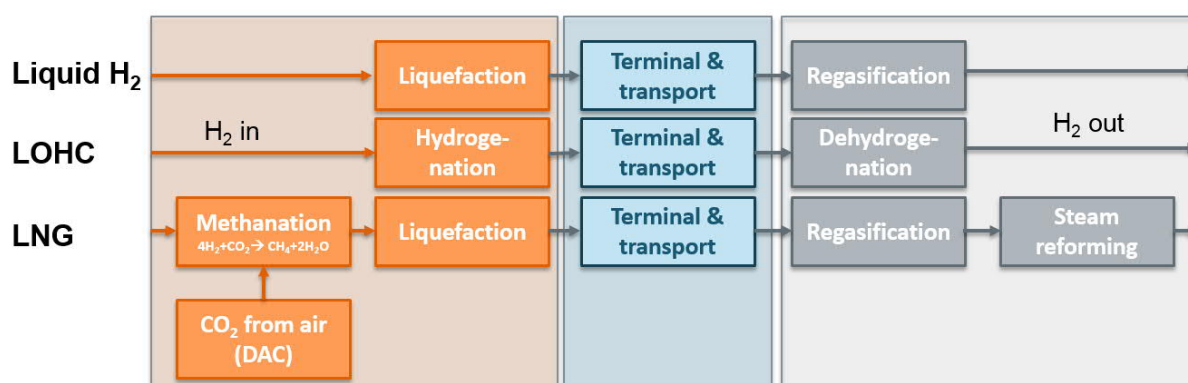 Liquid H₂
Liquefaction
Terminal &
transport
Regasification
LOHC
H₂ in
Hydroge-
nation
Terminal &
transport
Dehydroge-
nation
H₂ out
LNG
Methanation
4H₂+CO₂→ CH₄+2H₂O
Liquefaction
Terminal &
transport
Regasification
Steam
reforming
CO₂ from air
(DAC)